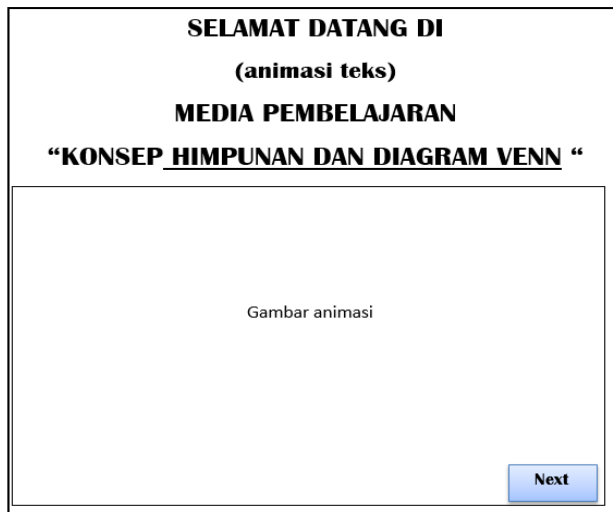 SELAMAT DATANG DI
(animasi teks)
MEDIA PEMBELAJARAN
“KONSEP HIMPUNAN DAN DIAGRAM VENN “
Gambar animasi
Next